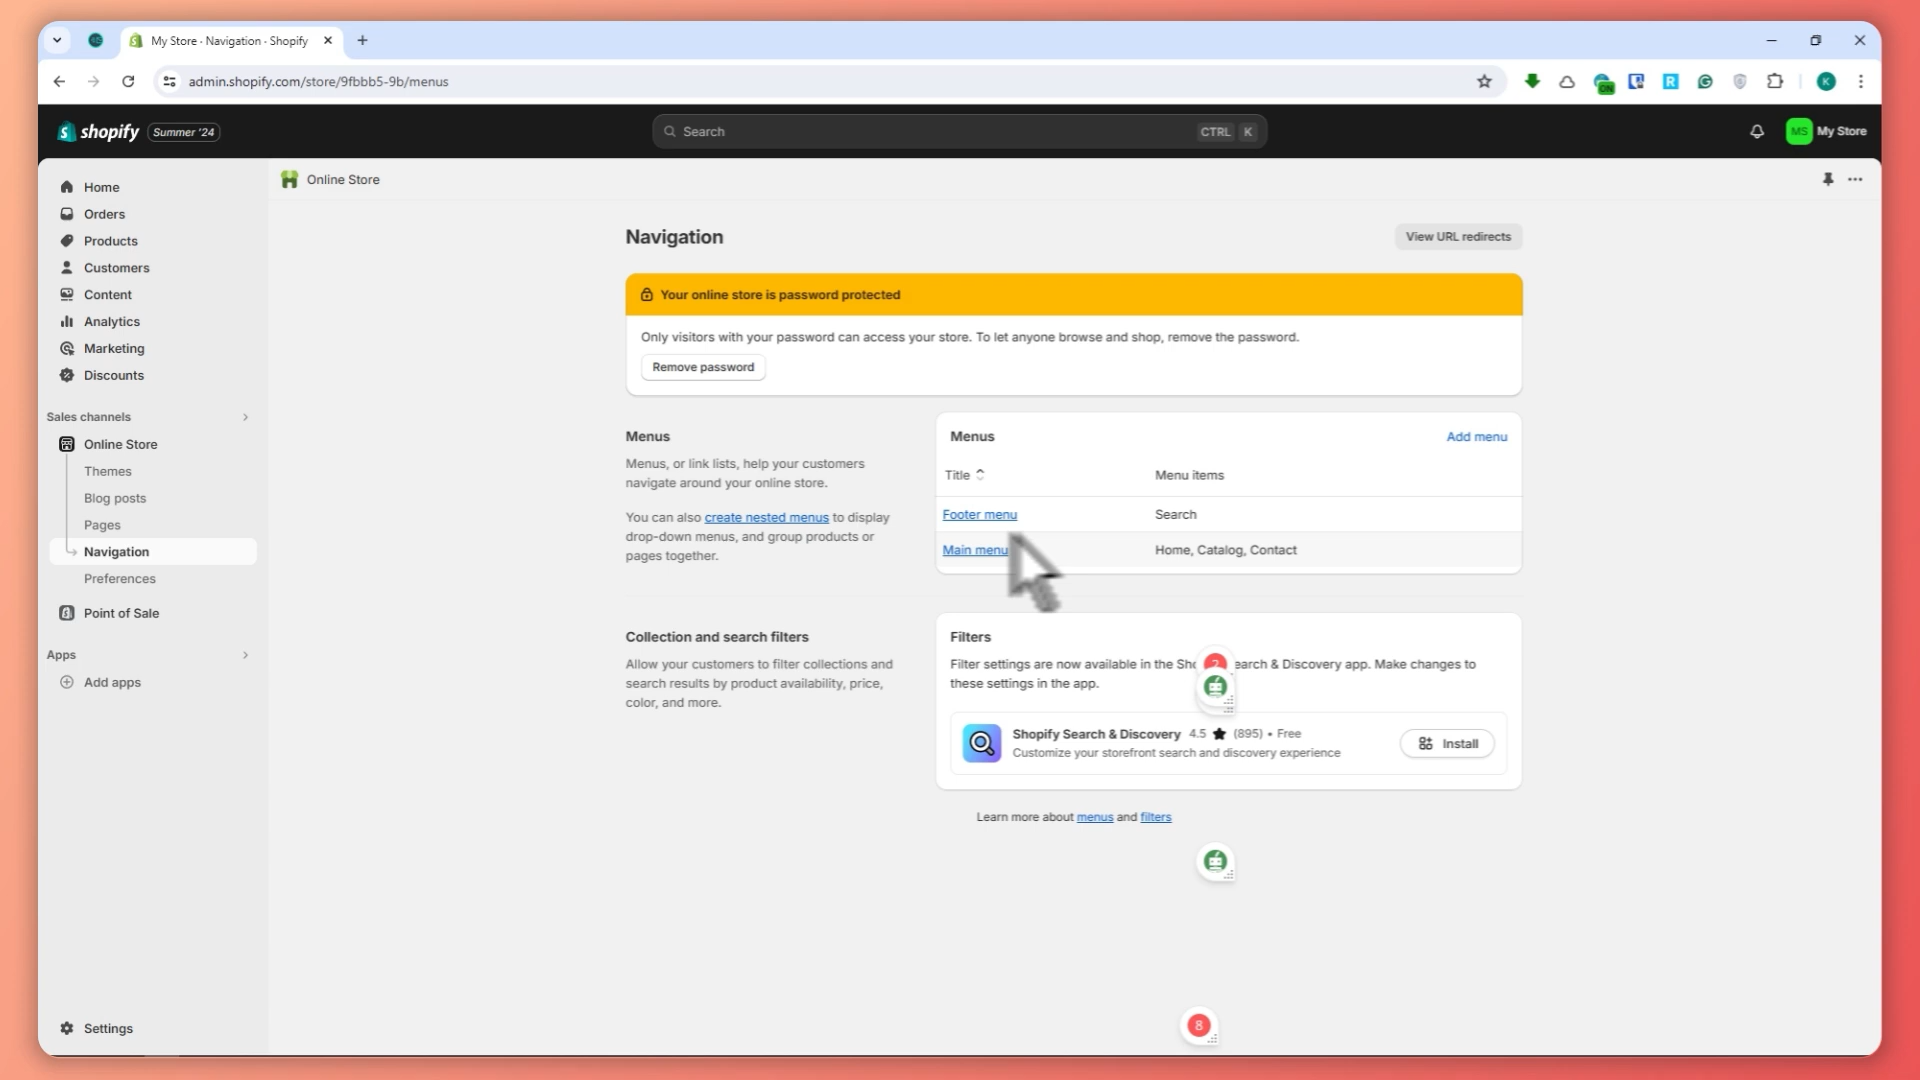 My Store · Navigation · Shopify
admin.shopify.com/store/9fbbb5-9b/menus
ON
R
K
shopify
Summer '24
Search
CTRL K
MS My Store
Home
Orders
Products
Customers
Content
Analytics
Marketing
Discounts
Sales channels
Online Store
Themes
Blog posts
Pages
Navigation
Preferences
Point of Sale
Apps
Add apps
Settings
Online Store
Navigation
View URL redirects
Your online store is password protected
Only visitors with your password can access your store. To let anyone browse and shop, remove the password.
Remove password
Menus
Menus, or link lists, help your customers
navigate around your online store.
You can also create nested menus to display
drop-down menus, and group products or
pages together.
Menus
Add menu
Title
Menu items
Footer menu
Search
Main menu
Home, Catalog, Contact
Collection and search filters
Allow your customers to filter collections and
search results by product availability, price,
color, and more.
Filters
Filter settings are now available in the Sho earch & Discovery app. Make changes to
these settings in the app.
2
Shopify Search & Discovery 4.5 ★ (895) • Free
Customize your storefront search and discovery experience
Install
Learn more about menus and filters
8